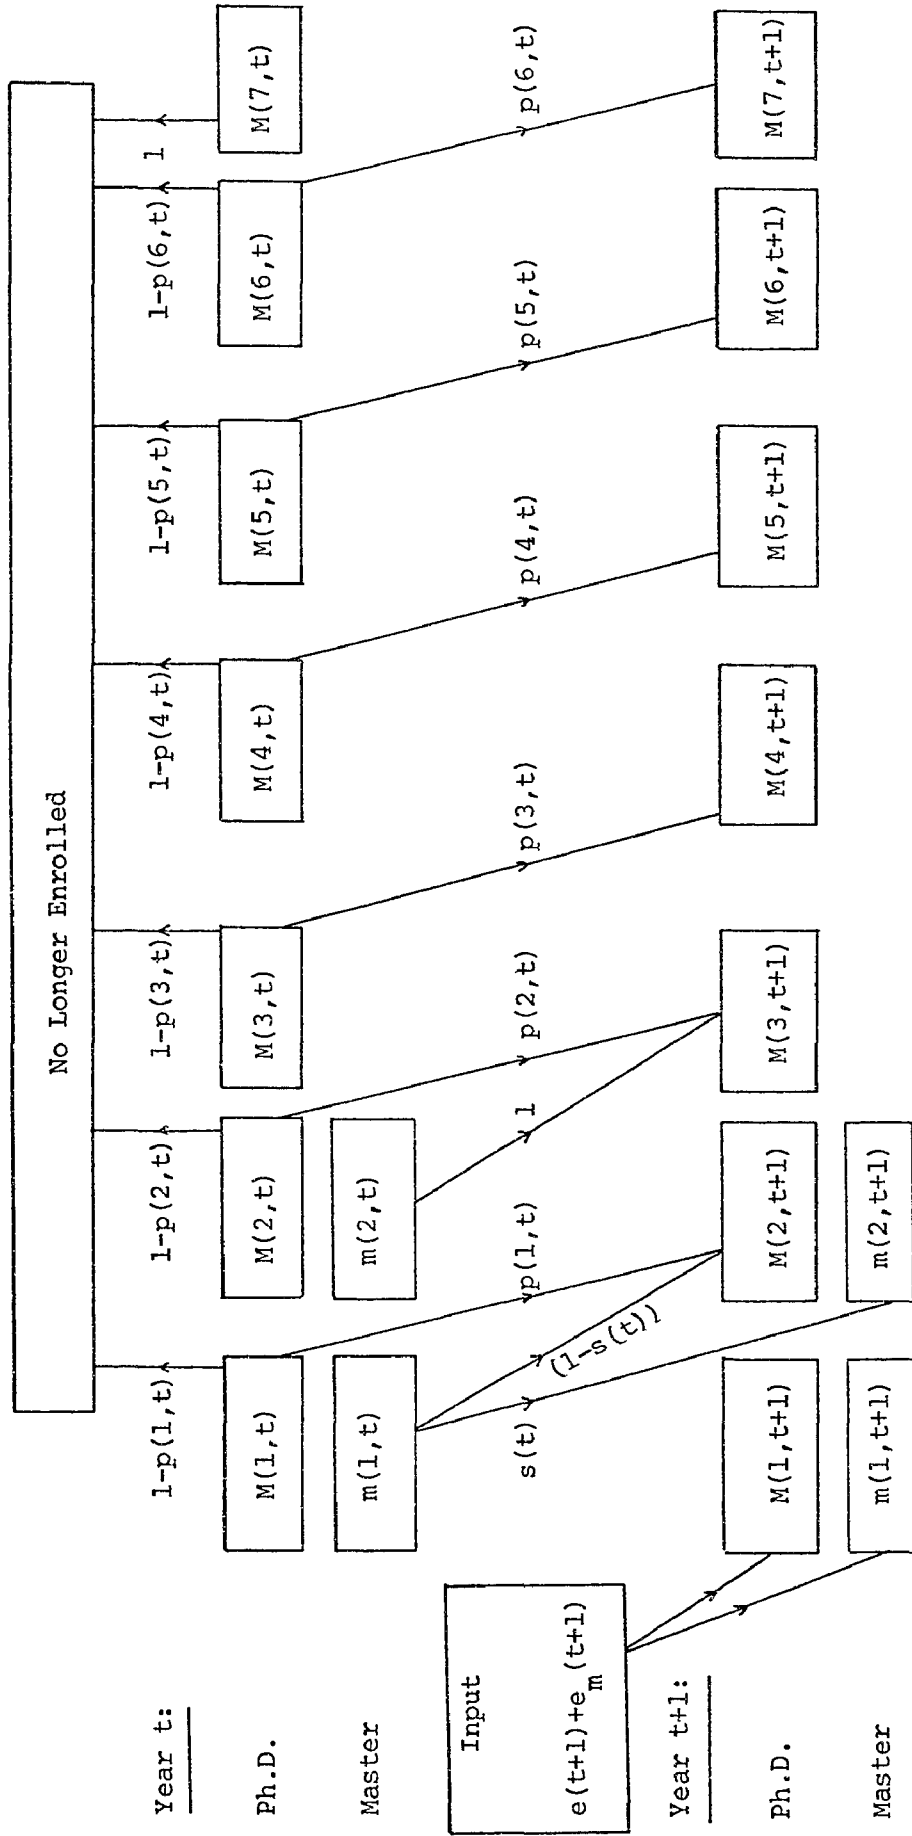 No Longer Enrolled
1-p(1,t) 1-p(2,t) 1-p(3,t) 1-p(4,t) 1-p(5,t) 1-p(6,t) 1
Year t:
Ph.D. M(1,t) M(2,t) M(3,t) M(4,t) M(5,t) M(6,t) M(7,t)
Master m(1,t) m(2,t)
s(t) (1-s(t)) p(1,t) 1 p(2,t) p(3,t) p(4,t) p(5,t) p(6,t)
Input
e(t+1)+e_m(t+1)
Year t+1:
Ph.D. M(1,t+1) M(2,t+1) M(3,t+1) M(4,t+1) M(5,t+1) M(6,t+1) M(7,t+1)
Master m(1,t+1) m(2,t+1)